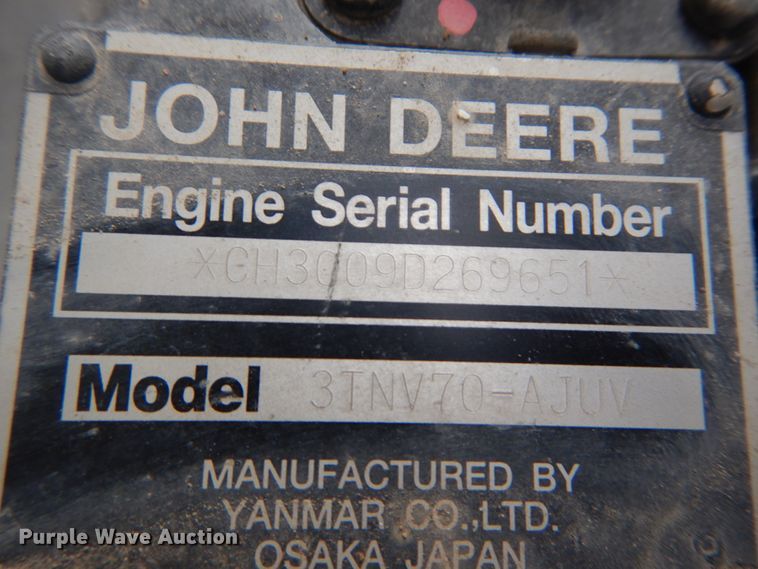 JOHN DEERE
Engine Serial Number
*CH3009D269651*
Model 3TNV70-AJUV
MANUFACTURED BY
YANMAR CO.,LTD.
OSAKA JAPAN
Purple Wave Auction